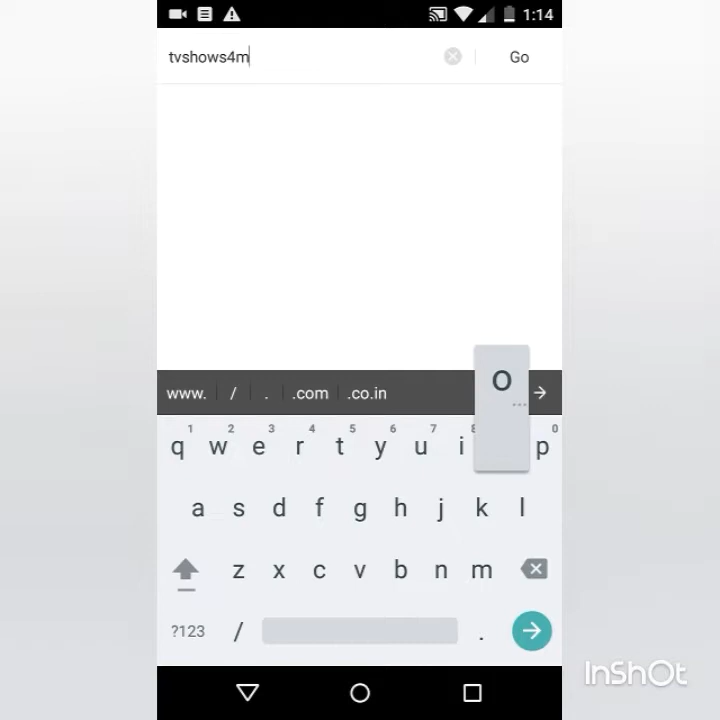 1:14
tvshows4m Go
o
www. / . .com .co.in
1 2 3 4 5 6 7 8 0
q w e r t y u i p
a s d f g h j k l
z x c v b n m
?123 / .
InShOt